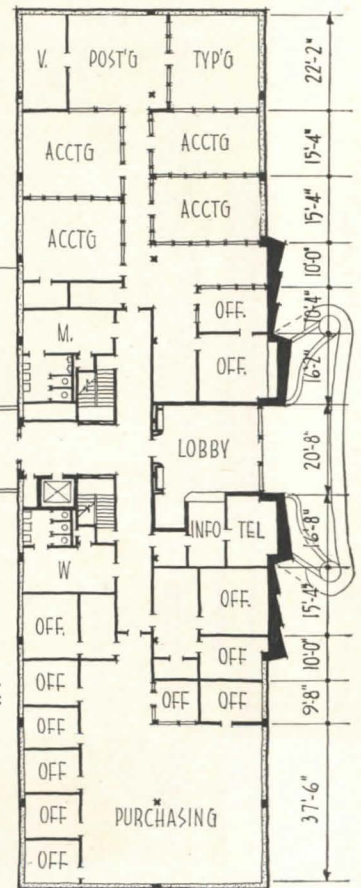 V. POST'G TYP'G
ACCTG ACCTG
ACCTG
ACCTG
OFF.
M.
OFF.
LOBBY
INFO TEL
W
OFF.
OFF.
OFF OFF
OFF OFF
OFF
OFF
OFF
PURCHASING
OFF
22'-2"
15'-4"
15'-4"
10'-0"
10'-4"
16'-2"
20'-8"
16'-8"
15'-4"
10'-0"
9'-8"
37'-6"